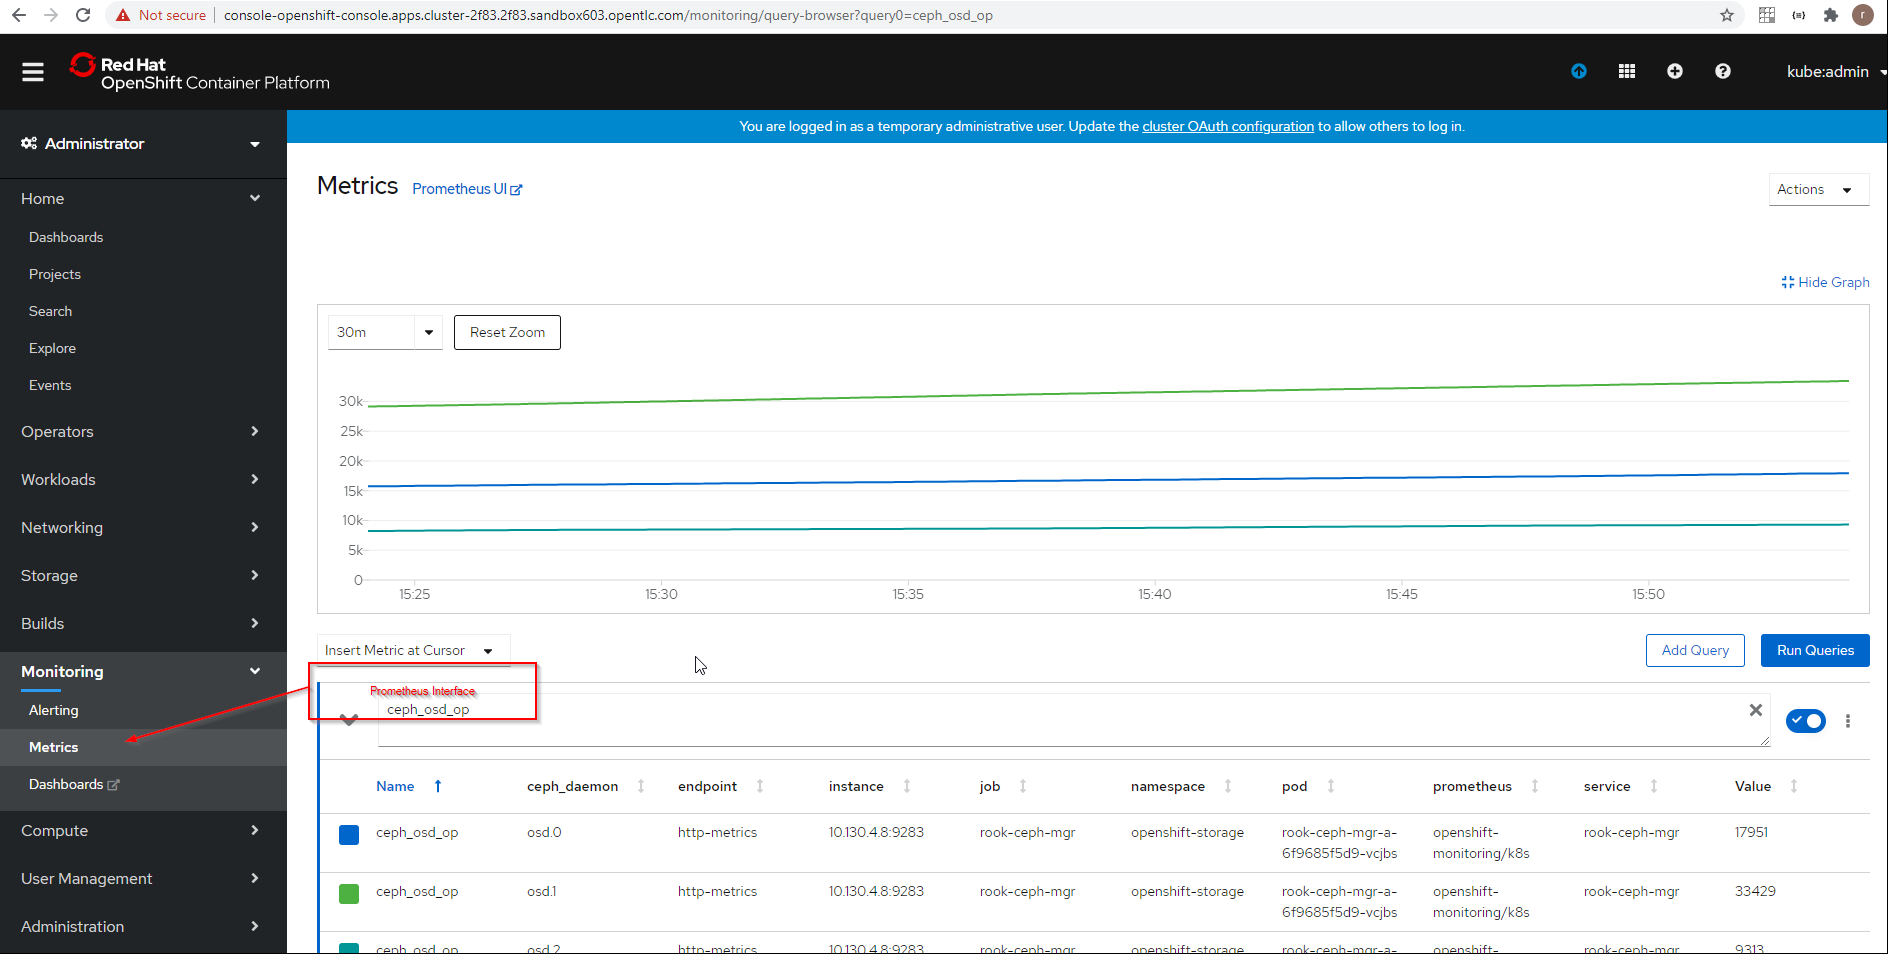 Not secure | console-openshift-console.apps.cluster-2f83.2f83.sandbox603.opentlc.com/monitoring/query-browser?query0=ceph_osd_op
r
Red Hat
OpenShift Container Platform
kube:admin
You are logged in as a temporary administrative user. Update the cluster OAuth configuration to allow others to log in.
Administrator
Home
Dashboards
Projects
Search
Explore
Events
Operators
Workloads
Networking
Storage
Builds
Monitoring
Alerting
Metrics
Dashboards
Compute
User Management
Administration
Metrics Prometheus UI
Actions
Hide Graph
30m Reset Zoom
30k
25k
20k
15k
10k
5k
0
15:25 15:30 15:35 15:40 15:45 15:50
Insert Metric at Cursor Add Query Run Queries
Prometheus Interface
ceph_osd_op
Name ceph_daemon endpoint instance job namespace pod prometheus service Value
ceph_osd_op osd.0 http-metrics 10.130.4.8:9283 rook-ceph-mgr openshift-storage rook-ceph-mgr-a- openshift- rook-ceph-mgr 17951
6f9685f5d9-vcjbs monitoring/k8s
ceph_osd_op osd.1 http-metrics 10.130.4.8:9283 rook-ceph-mgr openshift-storage rook-ceph-mgr-a- openshift- rook-ceph-mgr 33429
6f9685f5d9-vcjbs monitoring/k8s
ceph_osd_op osd.2 http-metrics 10.130.4.8:9283 rook-ceph-mgr openshift-storage rook-ceph-mgr-a- openshift- rook-ceph-mgr 9313